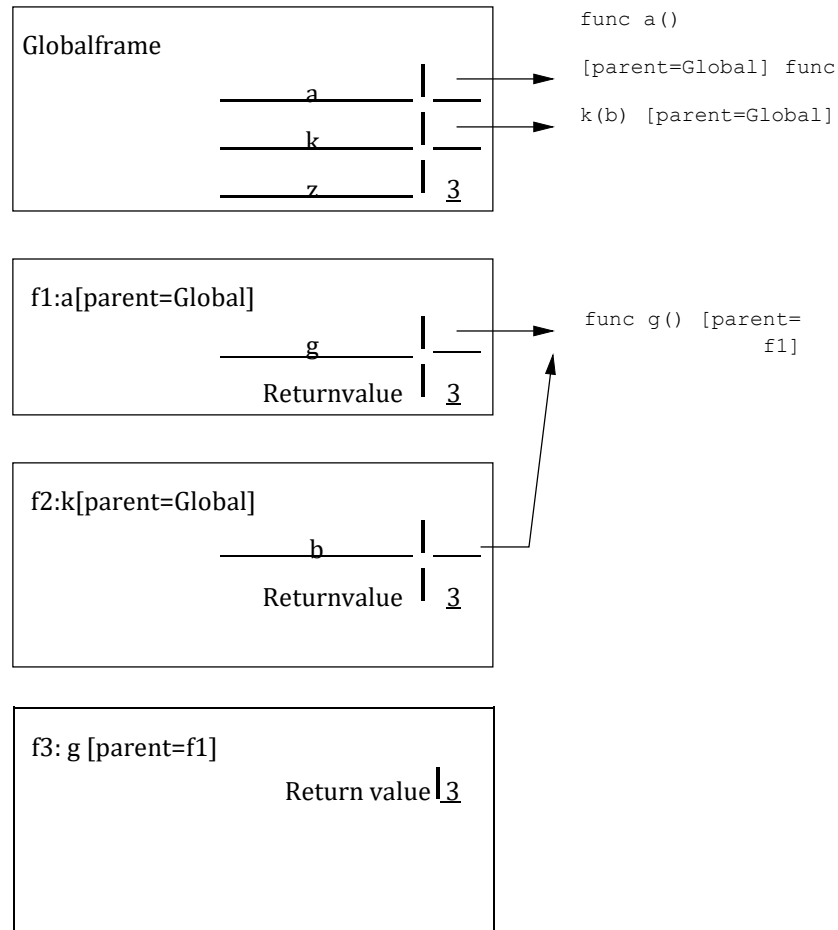 Globalframe
a
k
z 3
func a()
[parent=Global] func
k(b) [parent=Global]
f1:a[parent=Global]
g
Returnvalue 3
func g() [parent=
f1]
f2:k[parent=Global]
b
Returnvalue 3
f3: g [parent=f1]
Return value 3